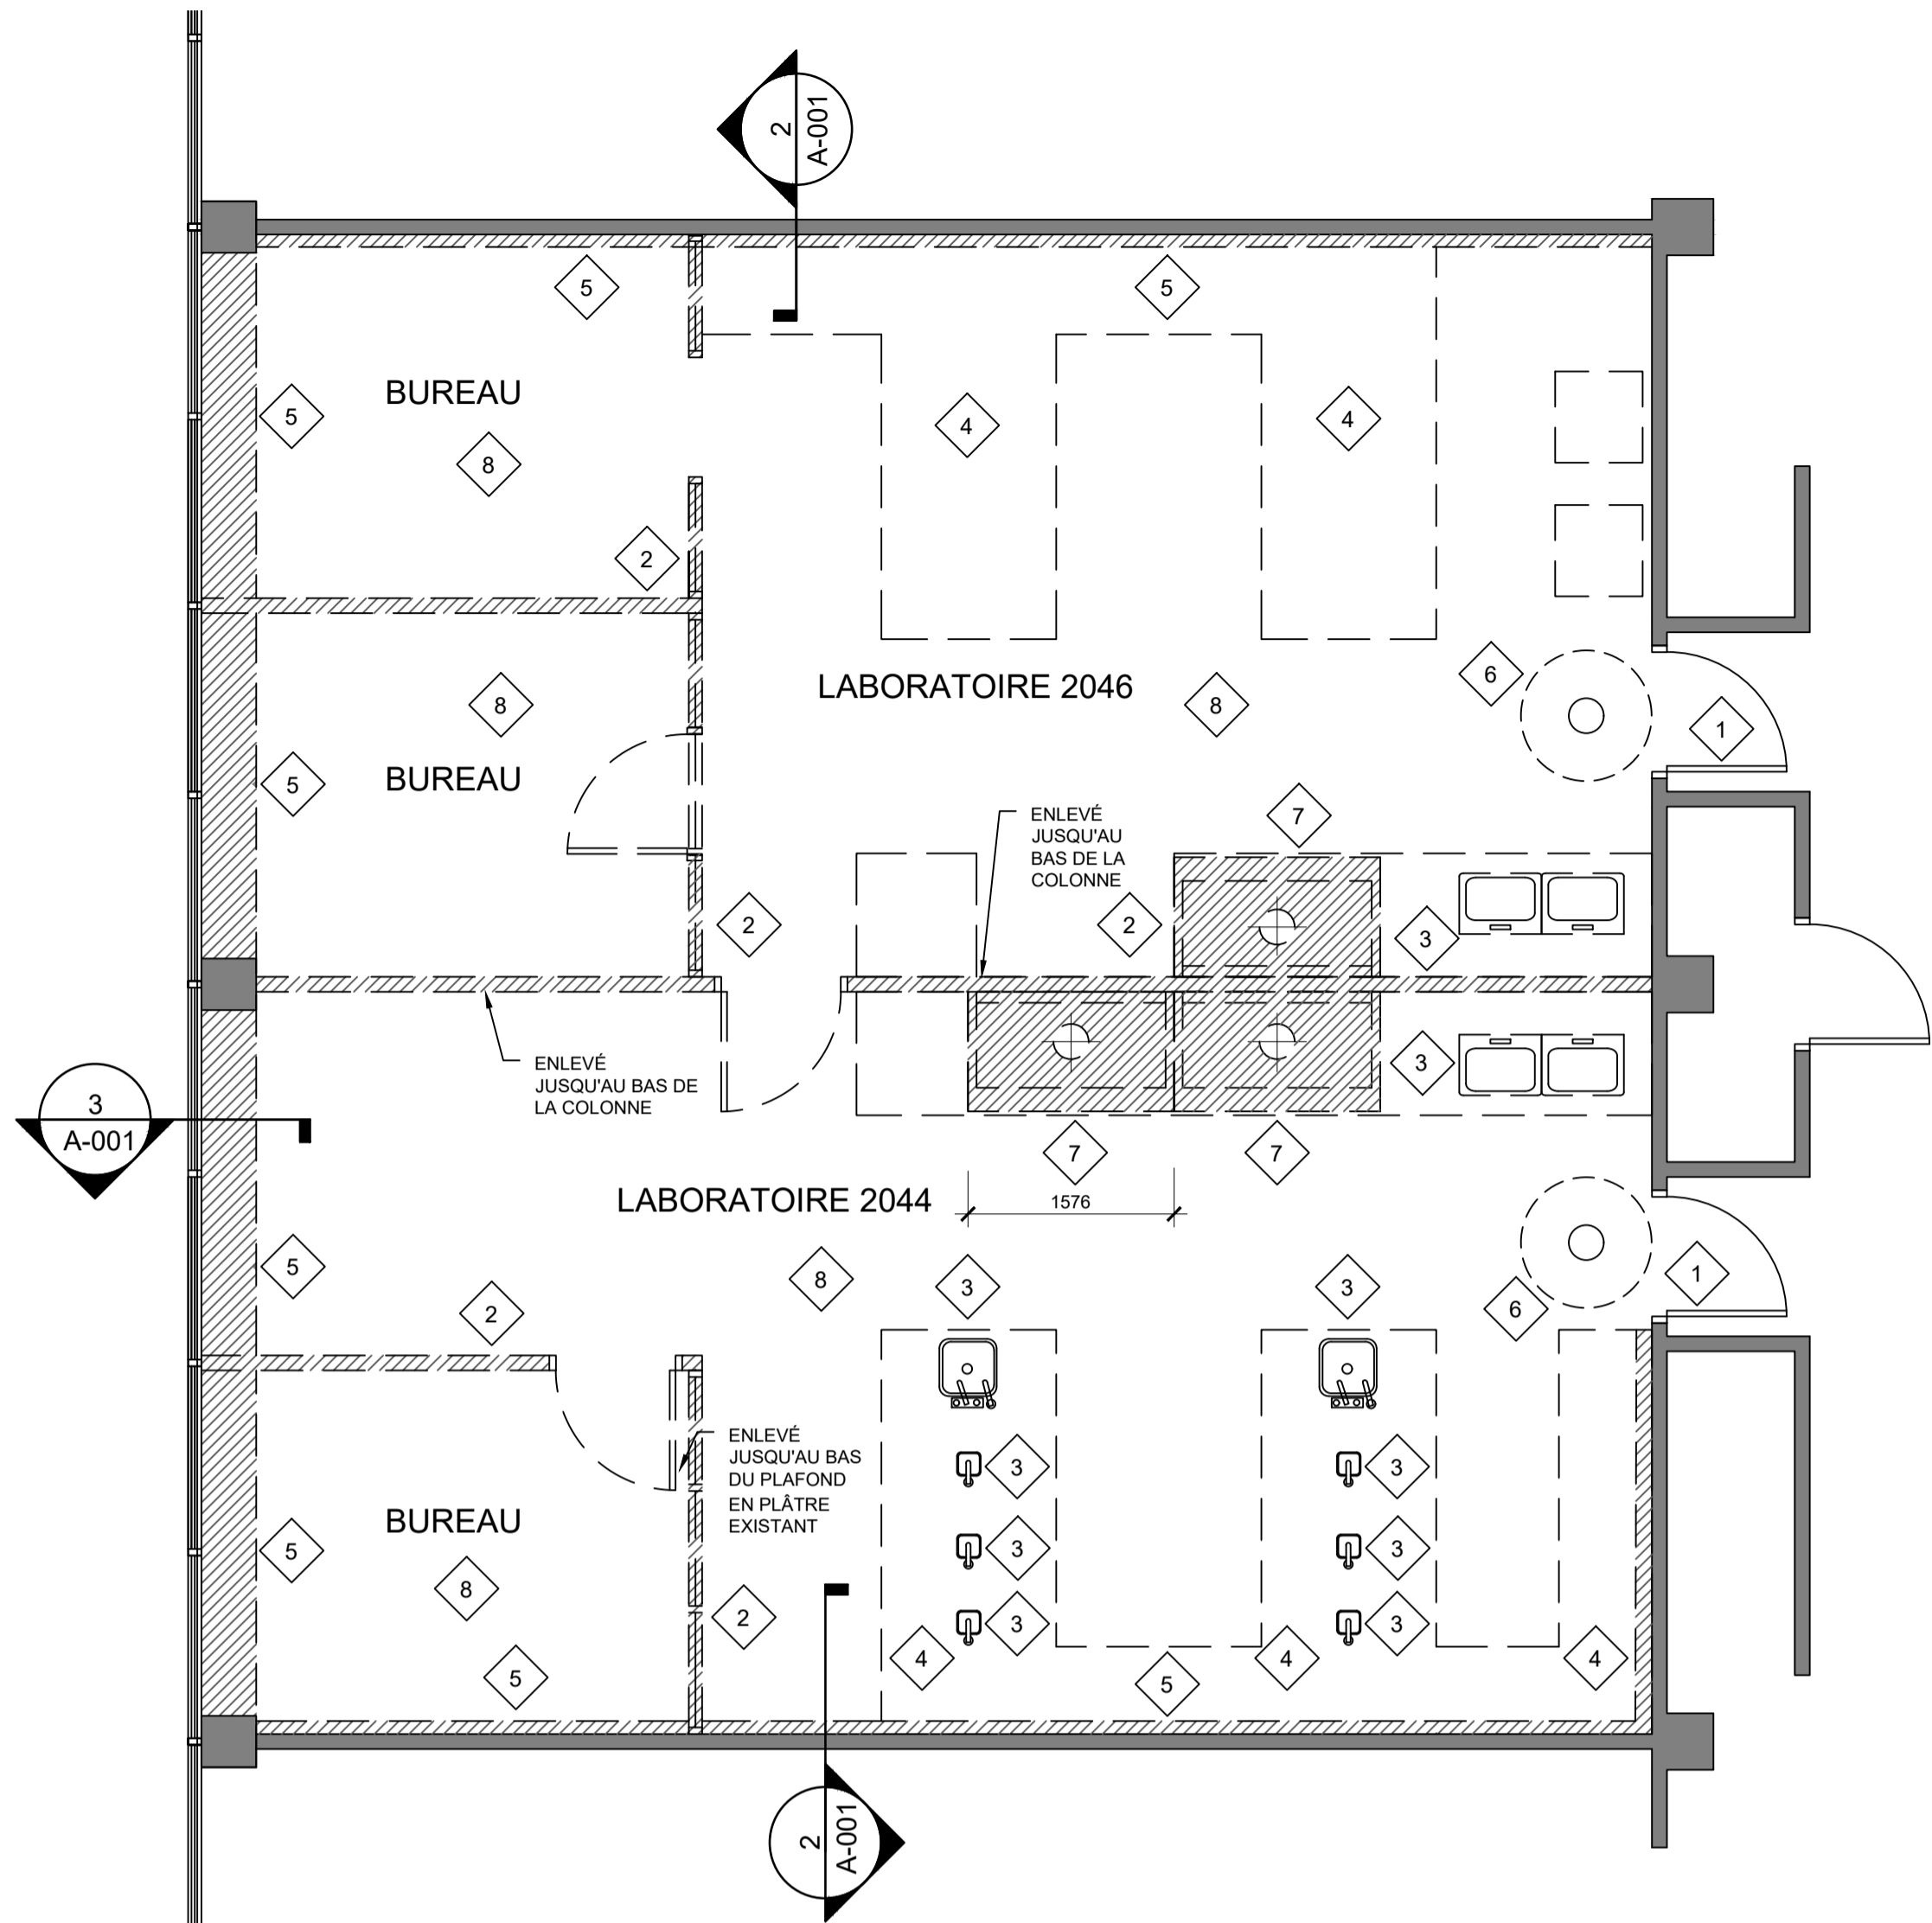 2
A-001
5
5
BUREAU
5
4
4
8
2
LABORATOIRE 2046
6
8
8
1
BUREAU
5
ENLEVÉ
JUSQU'AU
BAS DE LA
COLONNE
7
2
2
3
ENLEVÉ
JUSQU'AU BAS DE
LA COLONNE
3
3
A-001
7
7
LABORATOIRE 2044
1576
5
8
3
3
1
2
6
ENLEVÉ
JUSQU'AU BAS
DU PLAFOND
EN PLÂTRE
EXISTANT
3
3
BUREAU
5
3
3
8
2
3
3
5
4
5
4
4
2
A-001